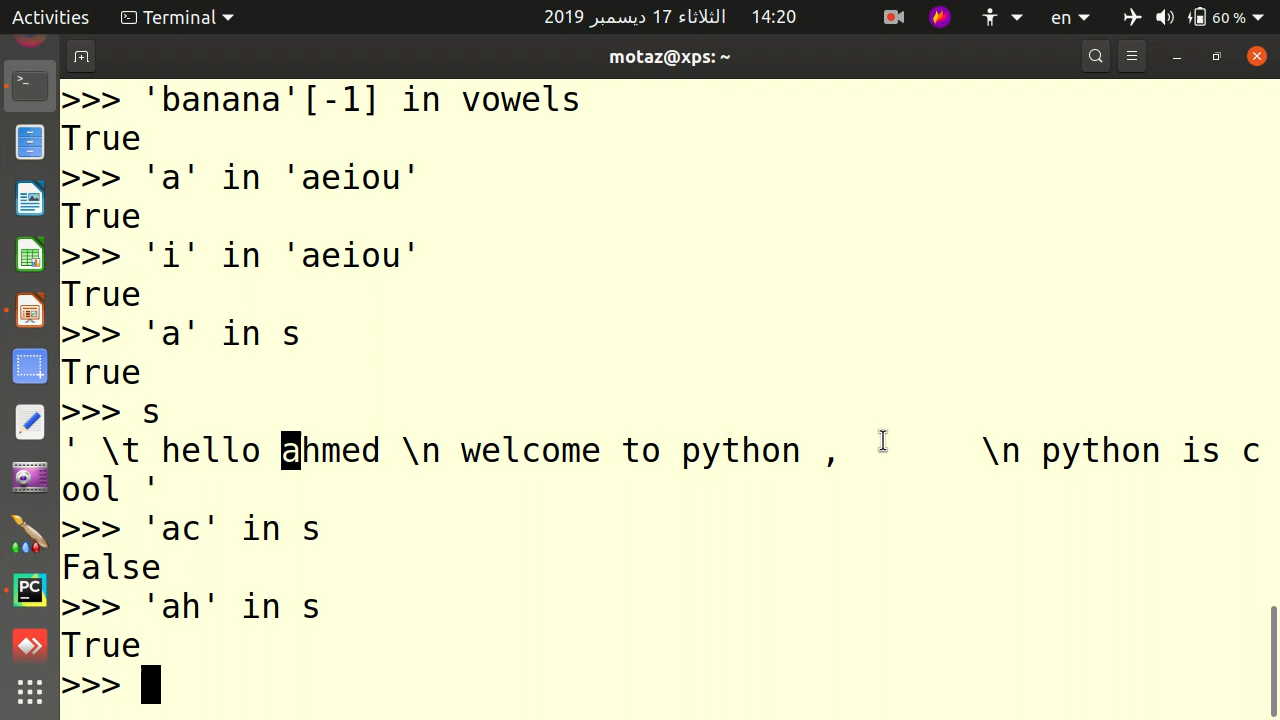 Activities Terminal 14:20 الثلاثاء 17 ديسمبر 2019 en 60 %
motaz@xps: ~
>>> 'banana'[-1] in vowels
True
>>> 'a' in 'aeiou'
True
>>> 'i' in 'aeiou'
True
>>> 'a' in s
True
>>> s
' \t hello ahmed \n welcome to python ,       \n python is c
ool '
>>> 'ac' in s
False
>>> 'ah' in s
True
>>>
PC